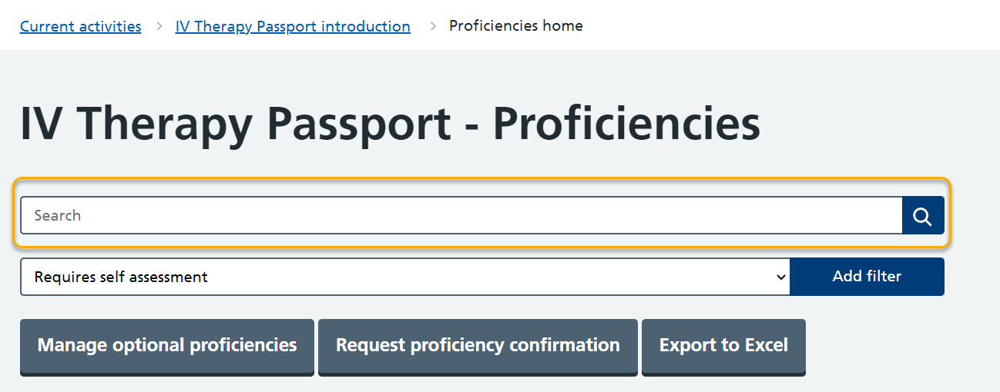 Current activities > IV Therapy Passport introduction > Proficiencies home
IV Therapy Passport - Proficiencies
Search
Requires self assessment Add filter
Manage optional proficiencies Request proficiency confirmation Export to Excel